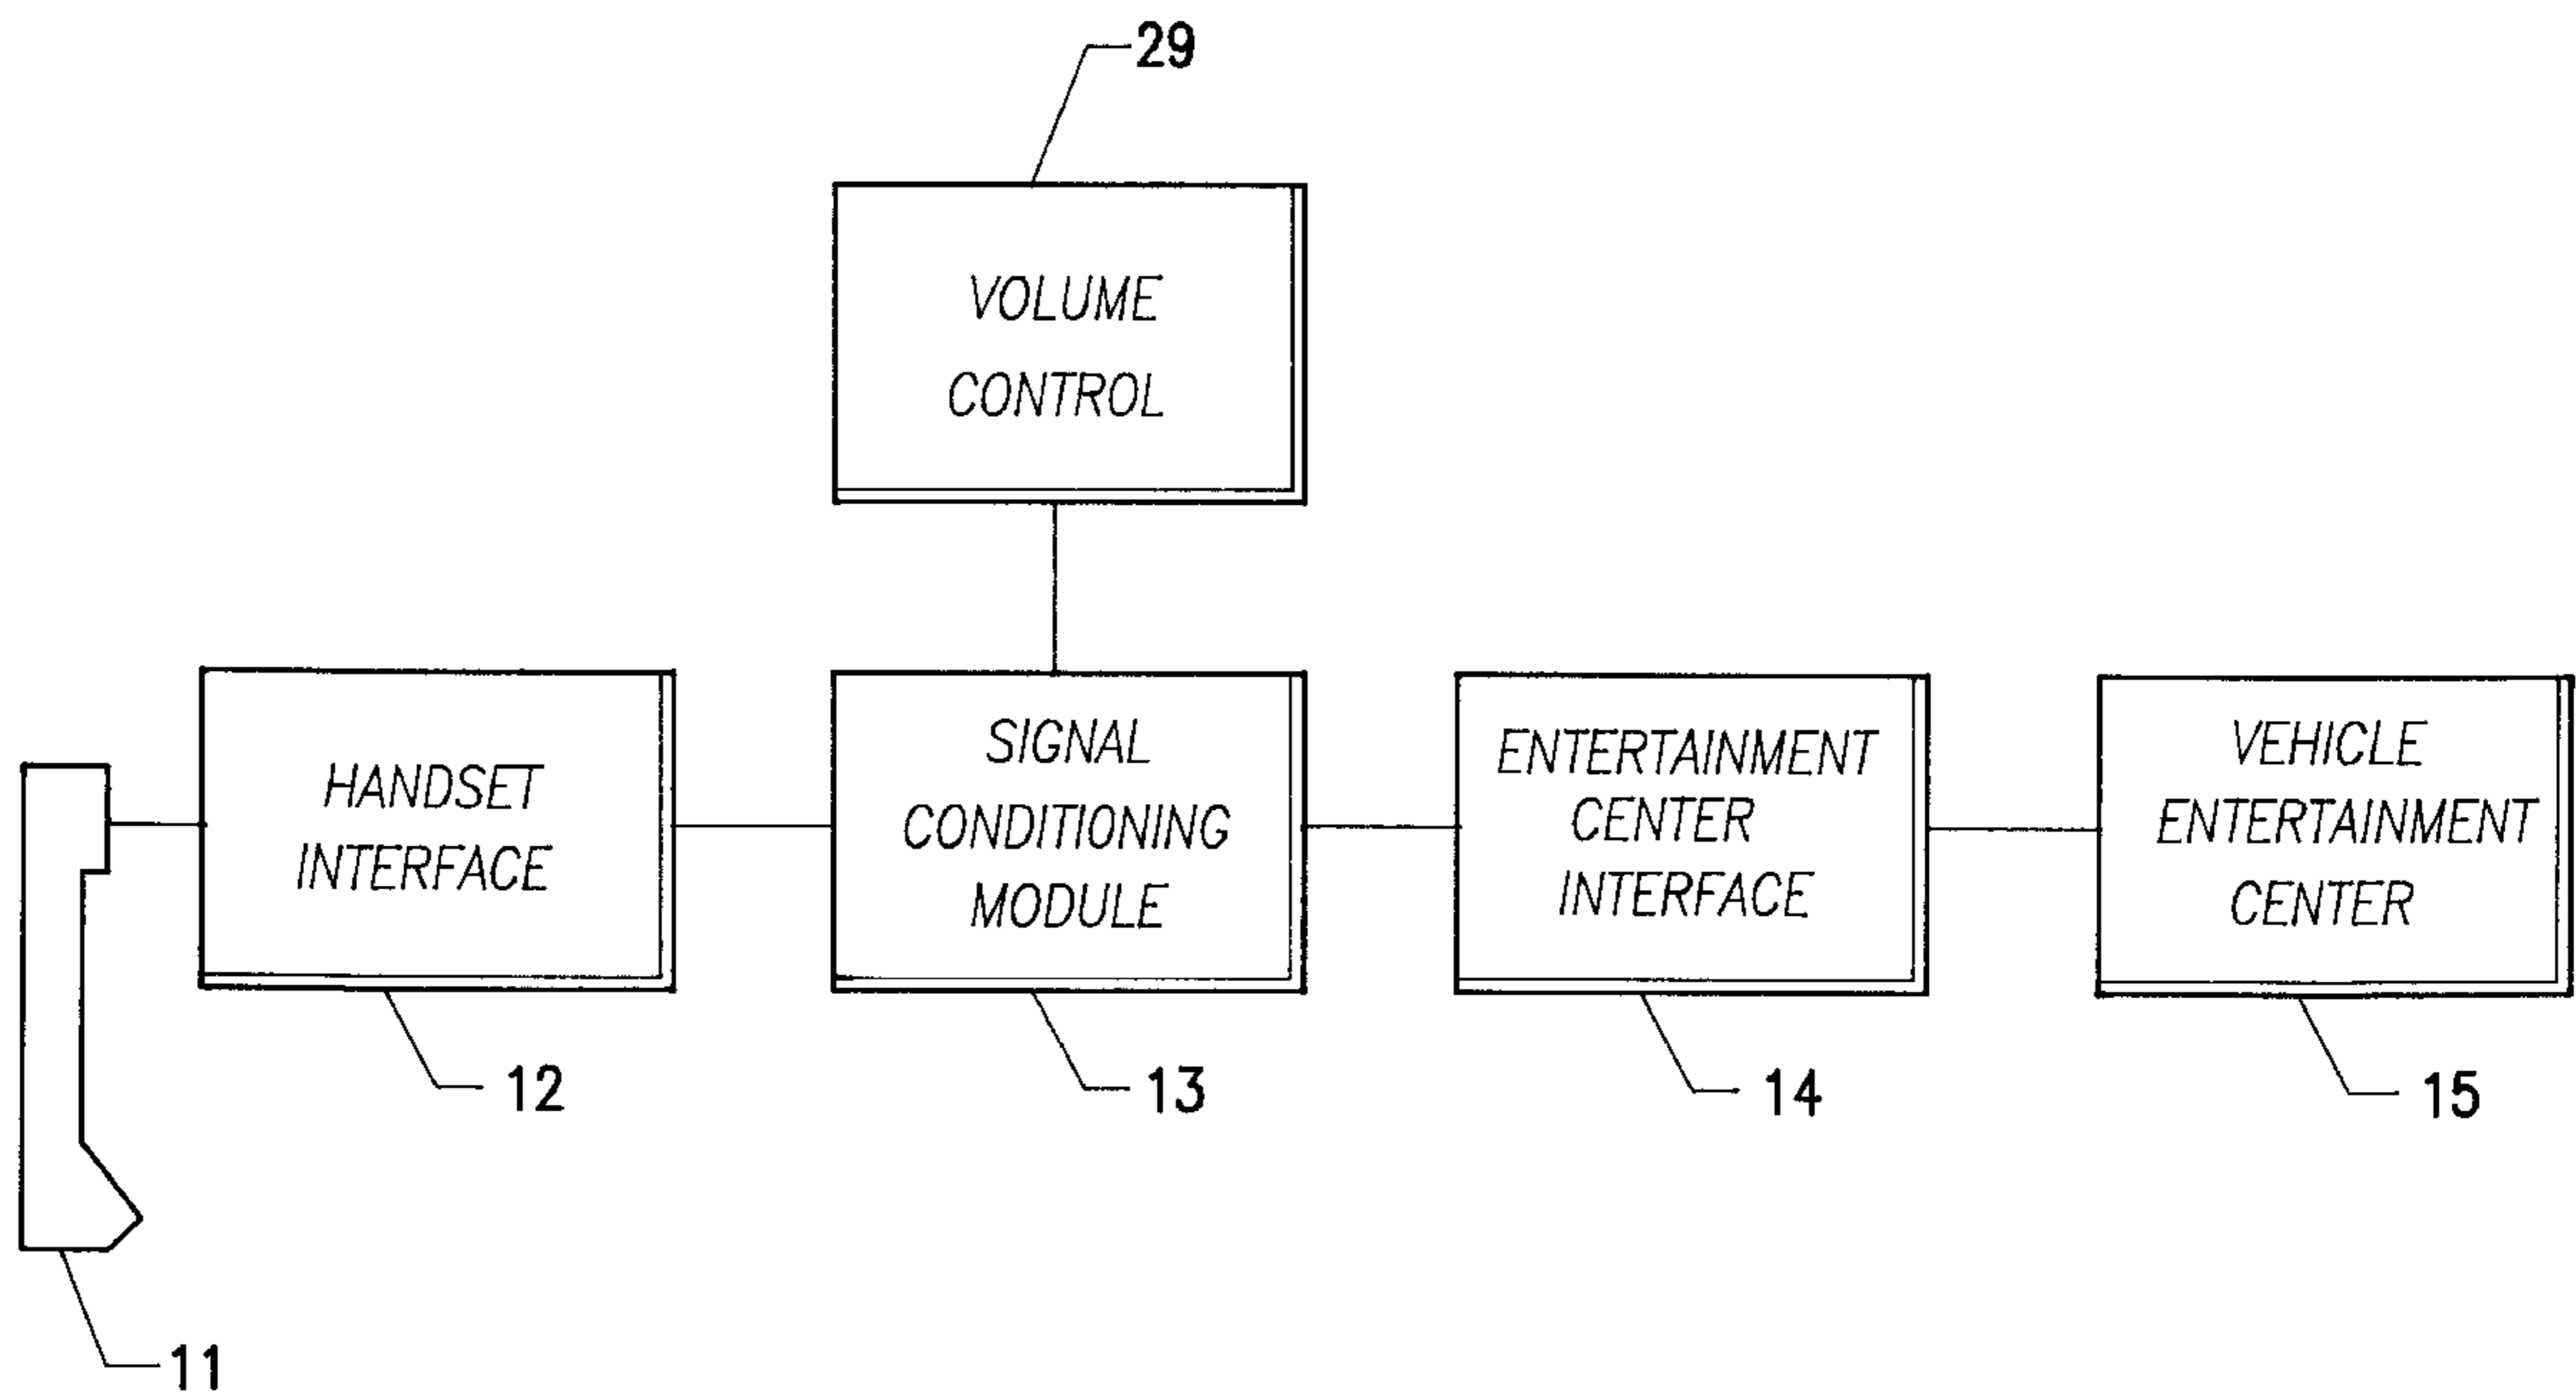 29
VOLUME
CONTROL
HANDSET
INTERFACE
SIGNAL
CONDITIONING
MODULE
ENTERTAINMENT
CENTER
INTERFACE
VEHICLE
ENTERTAINMENT
CENTER
12
13
14
15
11